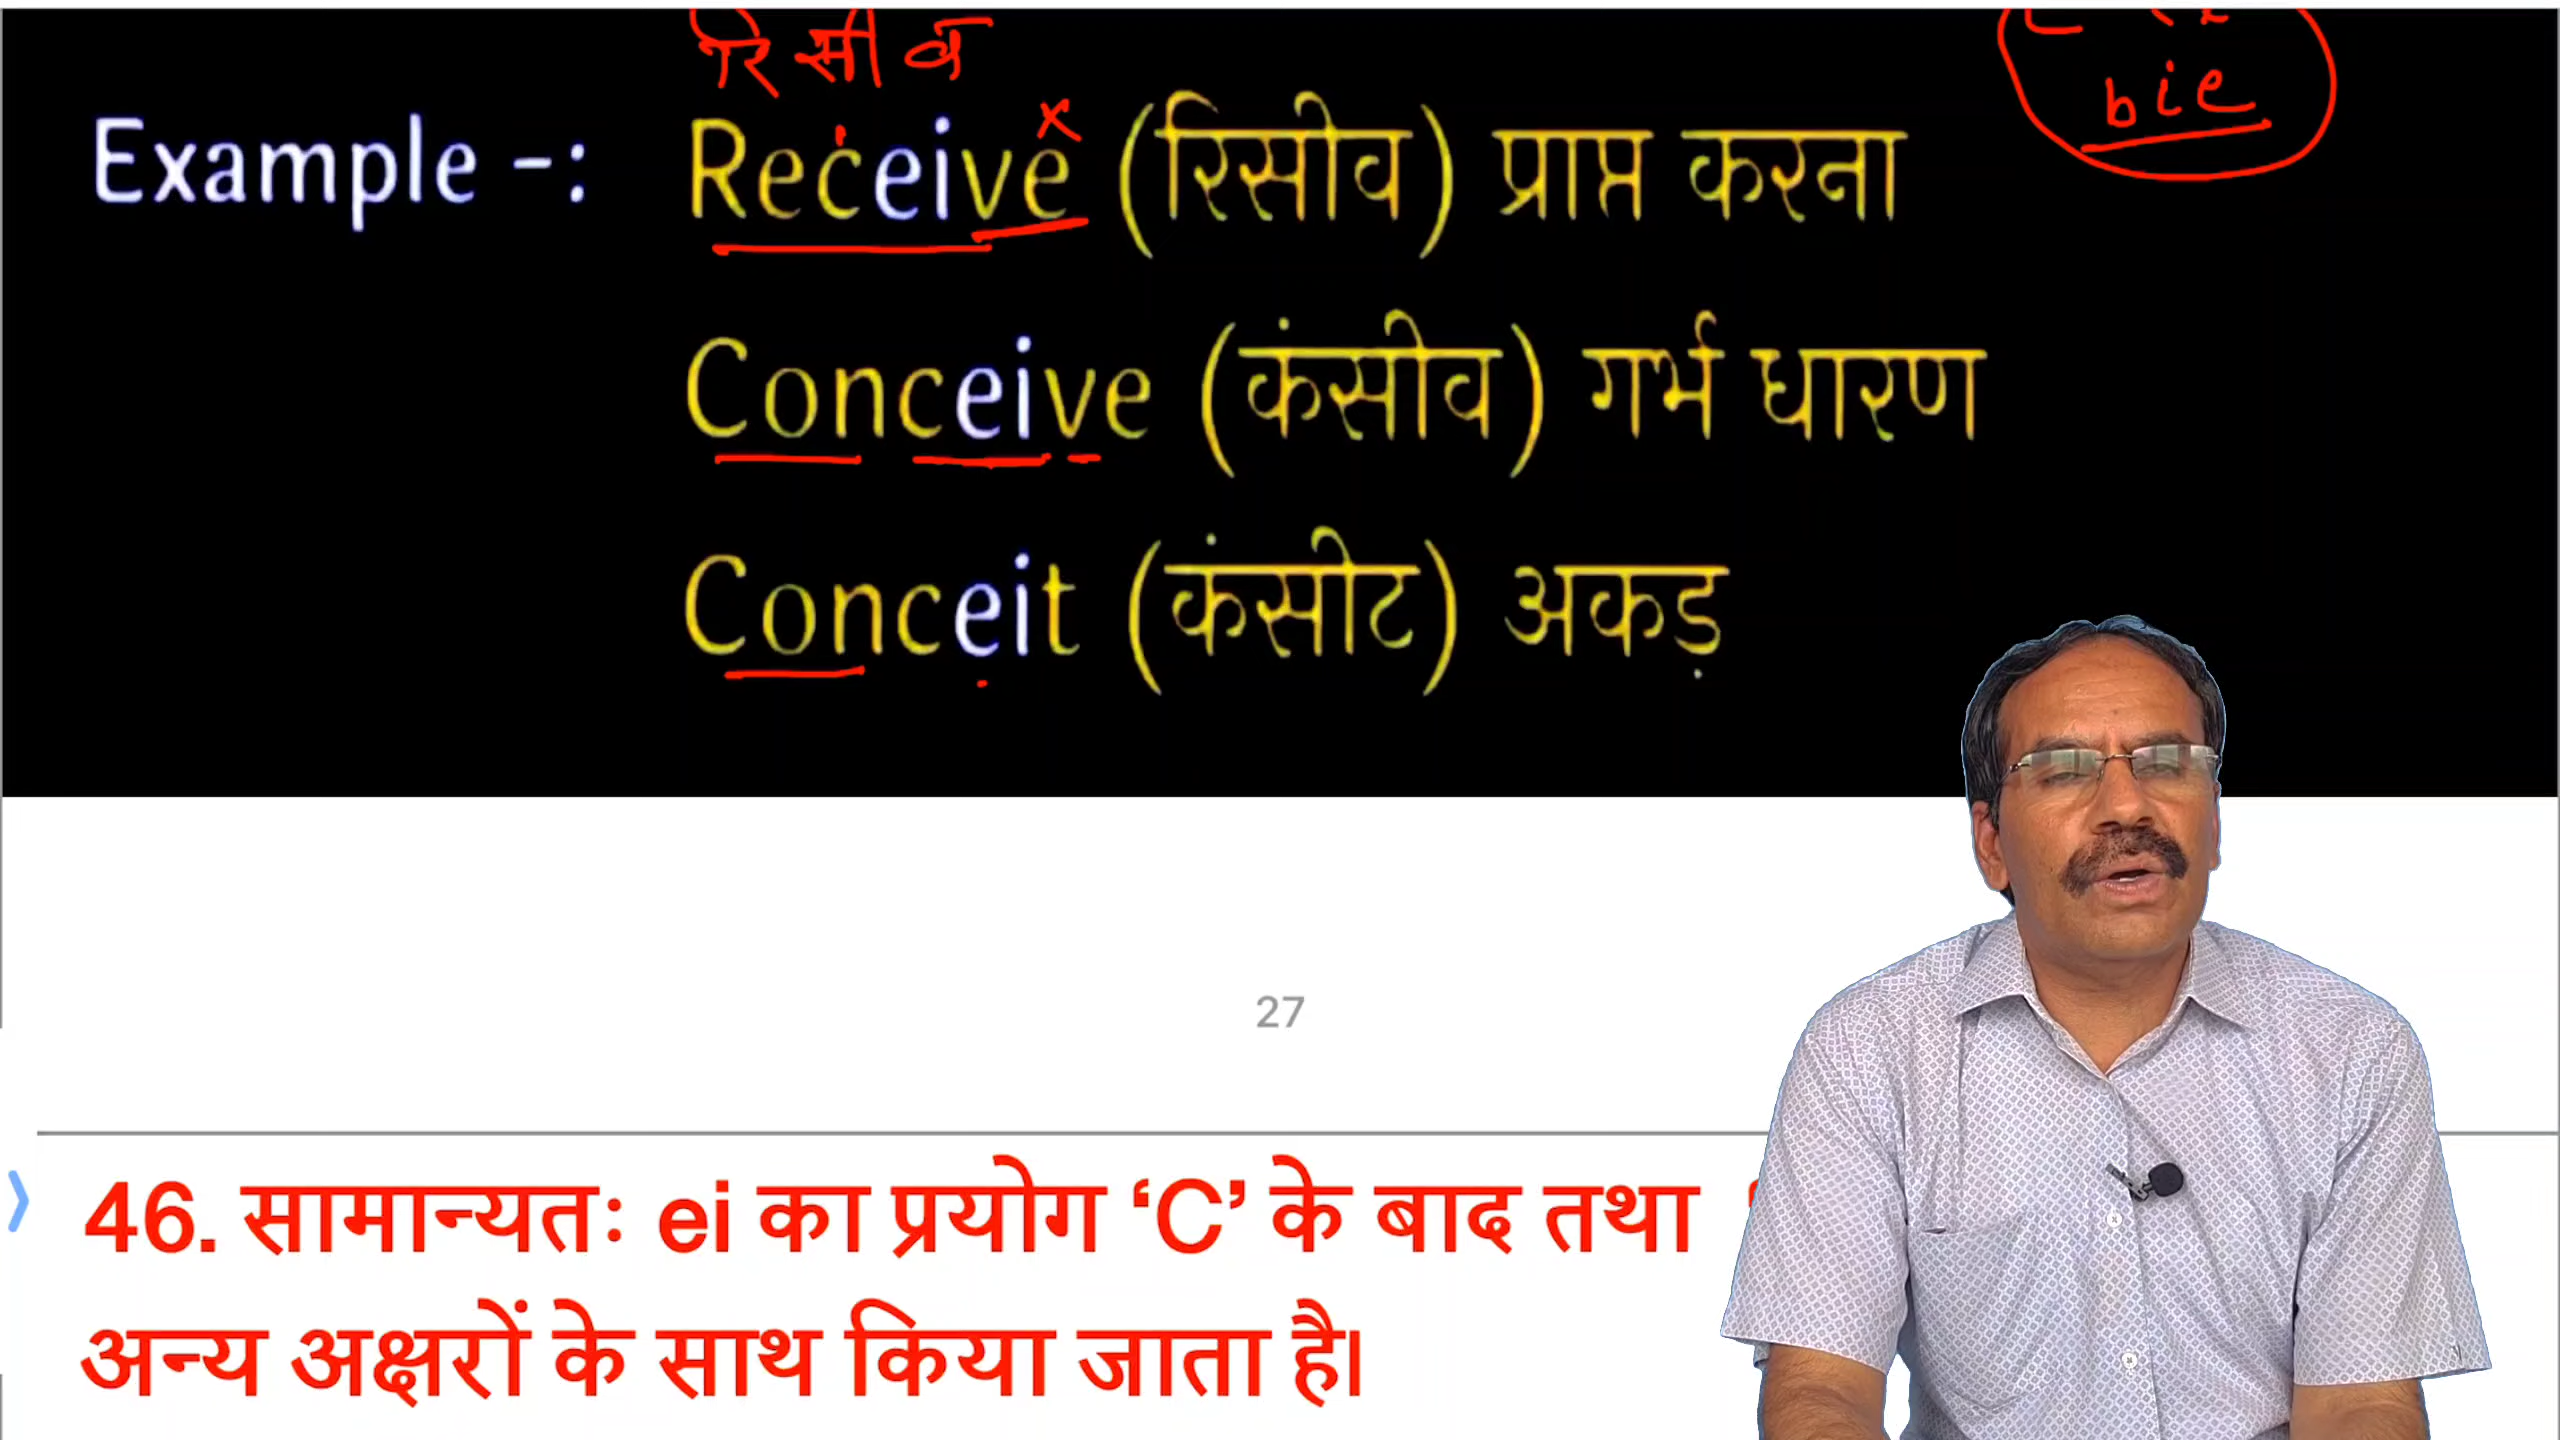 रिसीव
bie
Example -: Receive (रिसीव) प्राप्त करना
x
Conceive (कंसीव) गर्भ धारण
Conceit (कंसीट) अकड़
27
46. सामान्यतः ei का प्रयोग ‘C’ के बाद तथा
अन्य अक्षरों के साथ किया जाता है।